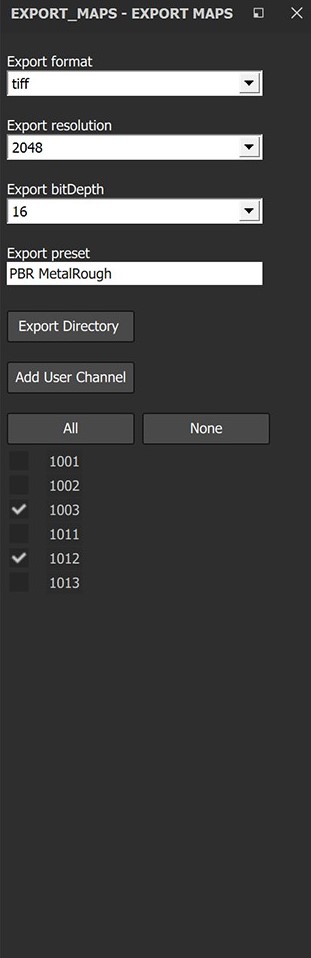 EXPORT_MAPS - EXPORT MAPS
Export format
tiff
Export resolution
2048
Export bitDepth
16
Export preset
PBR MetalRough
Export Directory
Add User Channel
All None
1001
1002
1003
1011
1012
1013